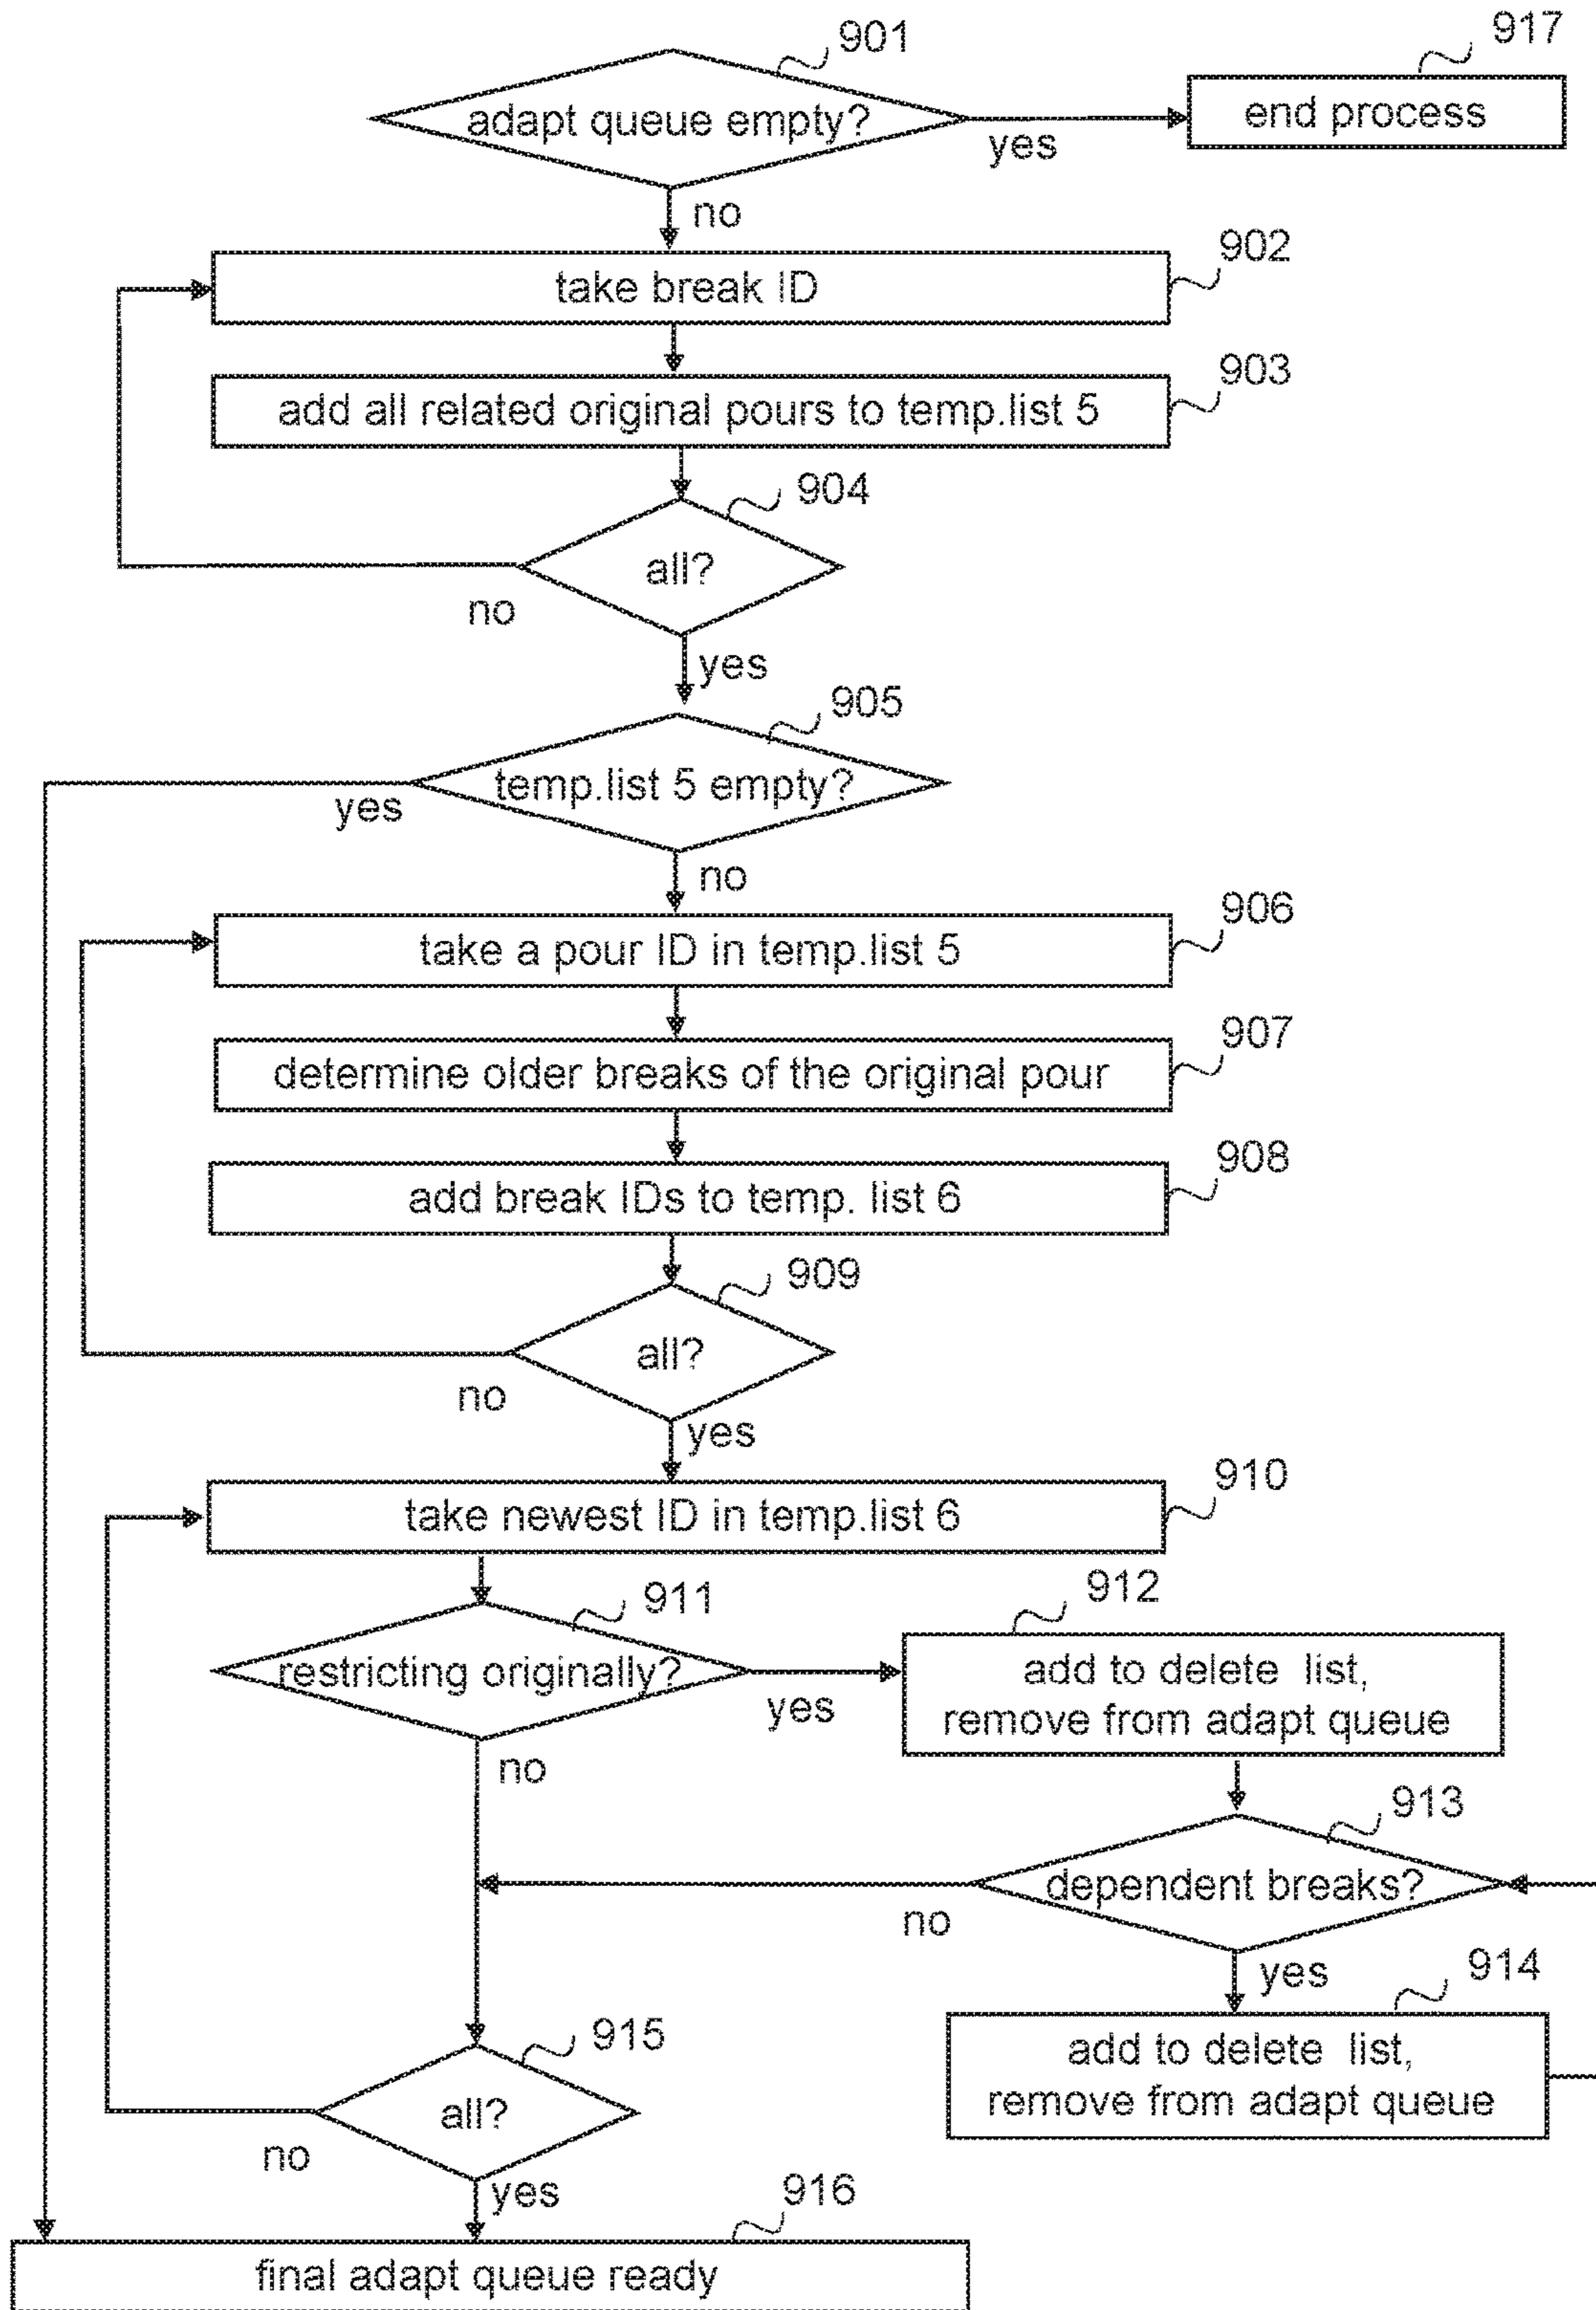 901
917
adapt queue empty?
end process
yes
no
902
take break ID
903
add all related original pours to temp.list 5
904
all?
no
yes
905
temp.list 5 empty?
yes
no
906
take a pour ID in temp.list 5
907
determine older breaks of the original pour
908
add break IDs to temp. list 6
909
all?
no
yes
910
take newest ID in temp.list 6
911
912
restricting originally?
add to delete list,
remove from adapt queue
yes
no
913
dependent breaks?
no
yes
914
915
add to delete list,
remove from adapt queue
all?
no
yes
916
final adapt queue ready